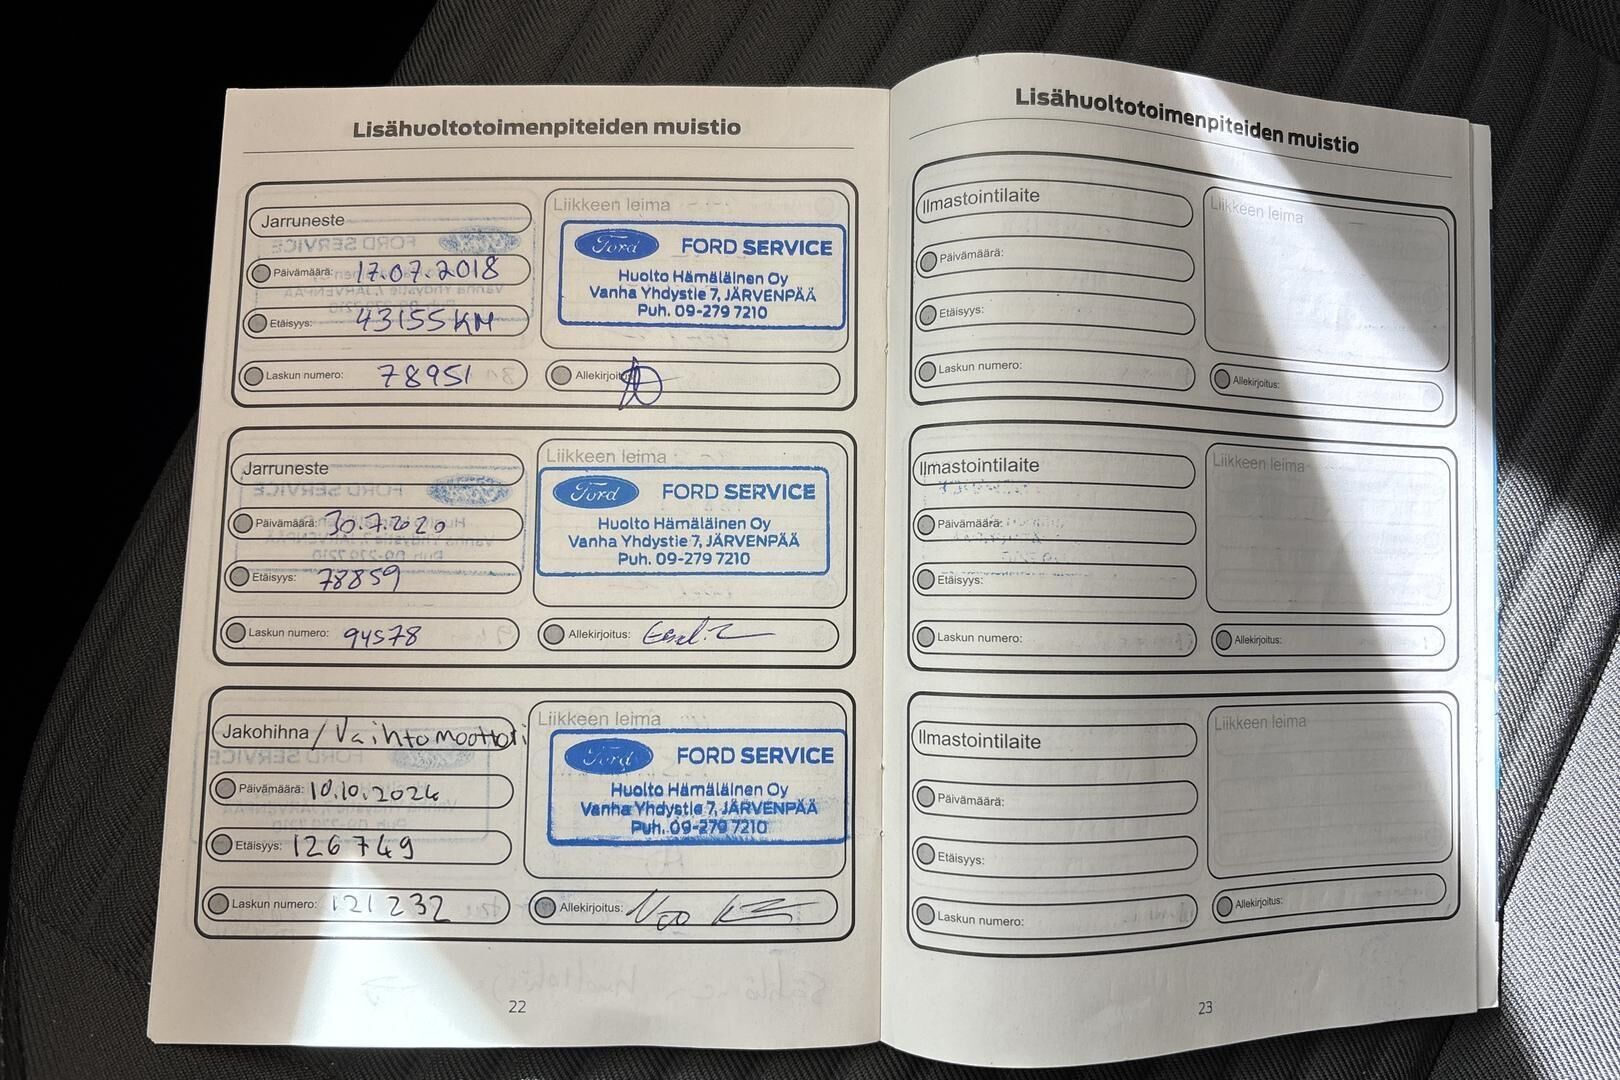 Lisähuoltotoimenpiteiden muistio
Jarruneste
Päivämäärä: 17.07.2018
Etäisyys: 43155 KM
Laskun numero: 78951
Liikkeen leima
Ford FORD SERVICE
Huolto Hämäläinen Oy
Vanha Yhdystie 7, JÄRVENPÄÄ
Puh. 09-279 7210
Allekirjoitus:
Jarruneste
Päivämäärä: 30.7.2020
Etäisyys: 78859
Laskun numero: 94578
Liikkeen leima
Ford FORD SERVICE
Huolto Hämäläinen Oy
Vanha Yhdystie 7, JÄRVENPÄÄ
Puh. 09-279 7210
Allekirjoitus:
Jakohihna / Vaihtomoottori
Päivämäärä: 10.10.2024
Etäisyys: 126749
Laskun numero: 121232
Liikkeen leima
Ford FORD SERVICE
Huolto Hämäläinen Oy
Vanha Yhdystie 7, JÄRVENPÄÄ
Puh. 09-279 7210
Allekirjoitus:
22
Lisähuoltotoimenpiteiden muistio
Ilmastointilaite
Päivämäärä:
Etäisyys:
Laskun numero:
Liikkeen leima
Allekirjoitus:
Ilmastointilaite
Päivämäärä:
Etäisyys:
Laskun numero:
Liikkeen leima
Allekirjoitus:
Ilmastointilaite
Päivämäärä:
Etäisyys:
Laskun numero:
Liikkeen leima
Allekirjoitus:
23